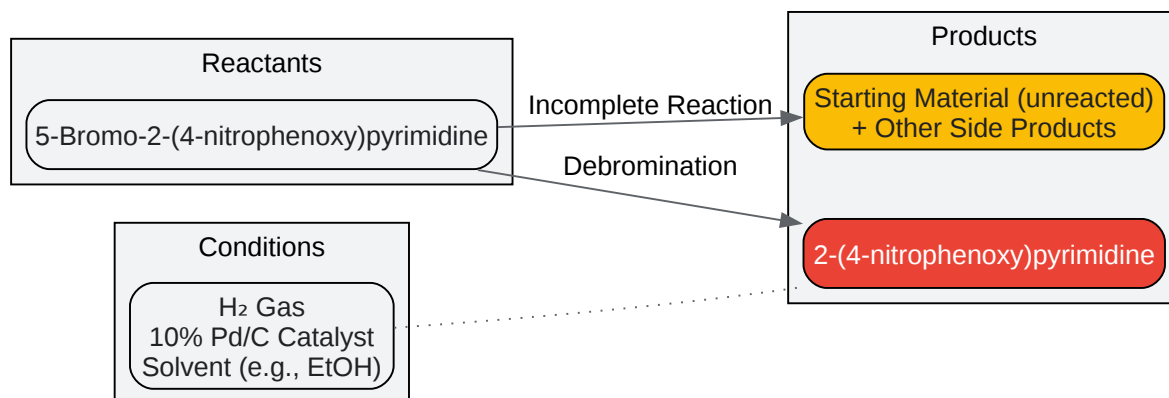 Reactants
5-Bromo-2-(4-nitrophenoxy)pyrimidine
Incomplete Reaction
Debromination
Products
Starting Material (unreacted)
+ Other Side Products
2-(4-nitrophenoxy)pyrimidine
Conditions
H₂ Gas
10% Pd/C Catalyst
Solvent (e.g., EtOH)